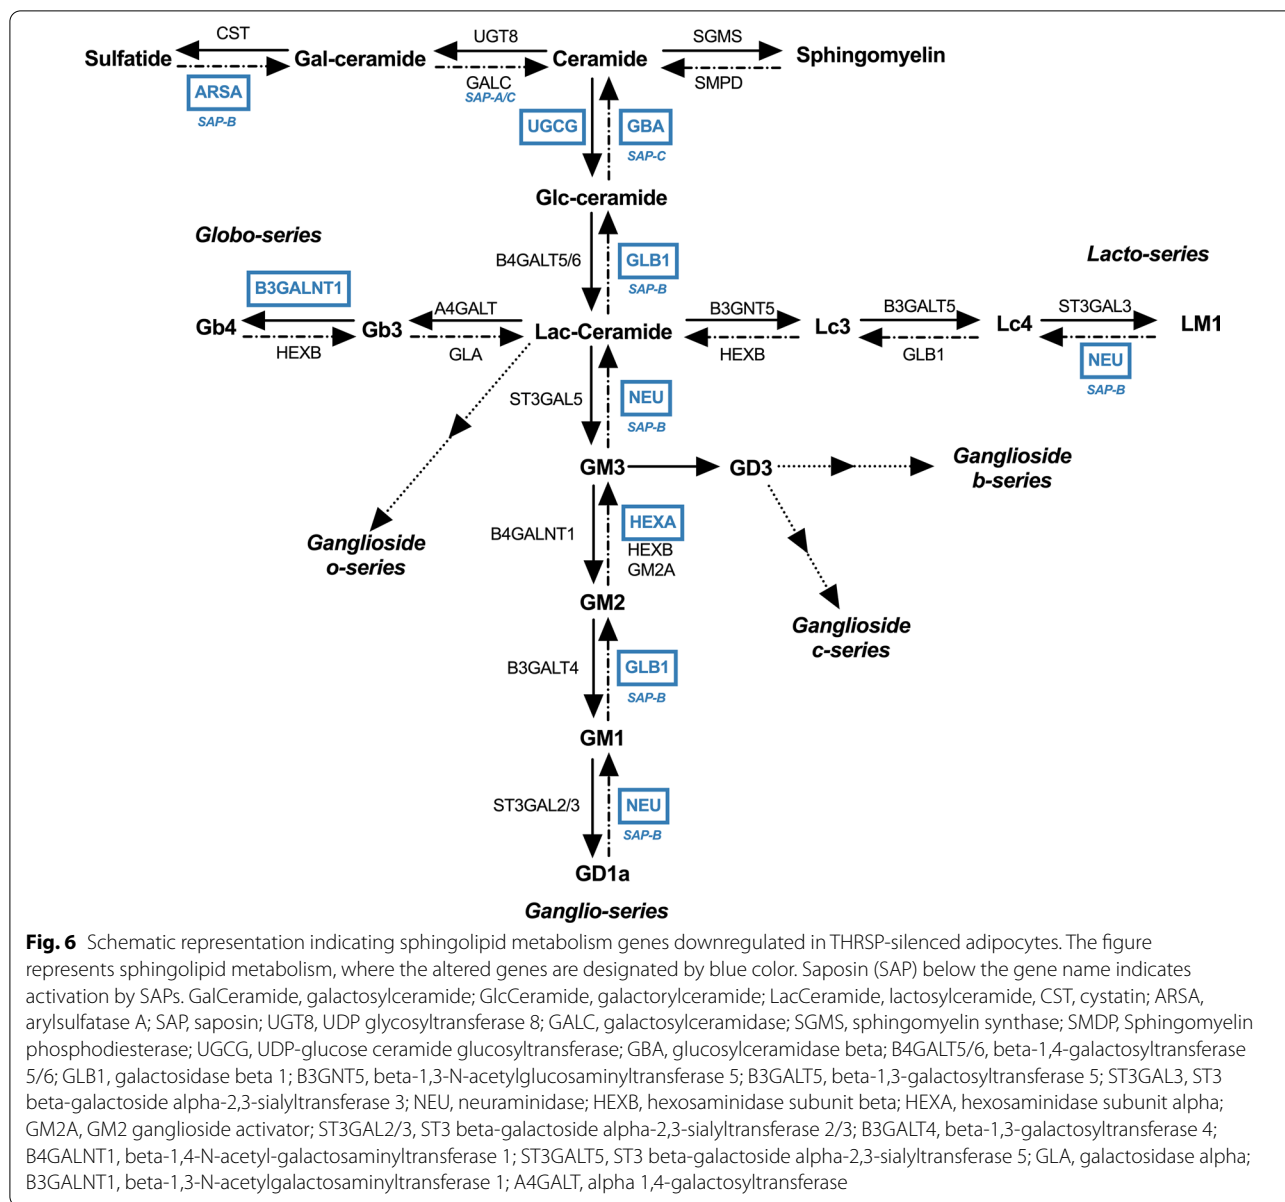 CST
UGT8
SGMS
Sulfatide
Gal-ceramide
Ceramide
Sphingomyelin
GALC
SMPD
SAP-A/C
ARSA
SAP-B
UGCG
GBA
SAP-C
Glc-ceramide
Globo-series
B4GALT5/6
GLB1
SAP-B
Lacto-series
B3GALNT1
A4GALT
B3GNT5
B3GALT5
ST3GAL3
Gb4
Gb3
Lac-Ceramide
Lc3
Lc4
LM1
HEXB
GLA
HEXB
GLB1
NEU
SAP-B
ST3GAL5
NEU
SAP-B
GM3
GD3
Ganglioside
b-series
B4GALNT1
HEXA
HEXB
GM2A
Ganglioside
o-series
GM2
Ganglioside
c-series
B3GALT4
GLB1
SAP-B
GM1
ST3GAL2/3
NEU
SAP-B
GD1a
Ganglio-series
Fig. 6 Schematic representation indicating sphingolipid metabolism genes downregulated in THRSP-silenced adipocytes. The figure
represents sphingolipid metabolism, where the altered genes are designated by blue color. Saposin (SAP) below the gene name indicates
activation by SAPs. GalCeramide, galactosylceramide; GlcCeramide, galactorylceramide; LacCeramide, lactosylceramide, CST, cystatin; ARSA,
arylsulfatase A; SAP, saposin; UGT8, UDP glycosyltransferase 8; GALC, galactosylceramidase; SGMS, sphingomyelin synthase; SMDP, Sphingomyelin
phosphodiesterase; UGCG, UDP-glucose ceramide glucosyltransferase; GBA, glucosylceramidase beta; B4GALT5/6, beta-1,4-galactosyltransferase
5/6; GLB1, galactosidase beta 1; B3GNT5, beta-1,3-N-acetylglucosaminyltransferase 5; B3GALT5, beta-1,3-galactosyltransferase 5; ST3GAL3, ST3
beta-galactoside alpha-2,3-sialyltransferase 3; NEU, neuraminidase; HEXB, hexosaminidase subunit beta; HEXA, hexosaminidase subunit alpha;
GM2A, GM2 ganglioside activator; ST3GAL2/3, ST3 beta-galactoside alpha-2,3-sialyltransferase 2/3; B3GALT4, beta-1,3-galactosyltransferase 4;
B4GALNT1, beta-1,4-N-acetyl-galactosaminyltransferase 1; ST3GALT5, ST3 beta-galactoside alpha-2,3-sialyltransferase 5; GLA, galactosidase alpha;
B3GALNT1, beta-1,3-N-acetylgalactosaminyltransferase 1; A4GALT, alpha 1,4-galactosyltransferase